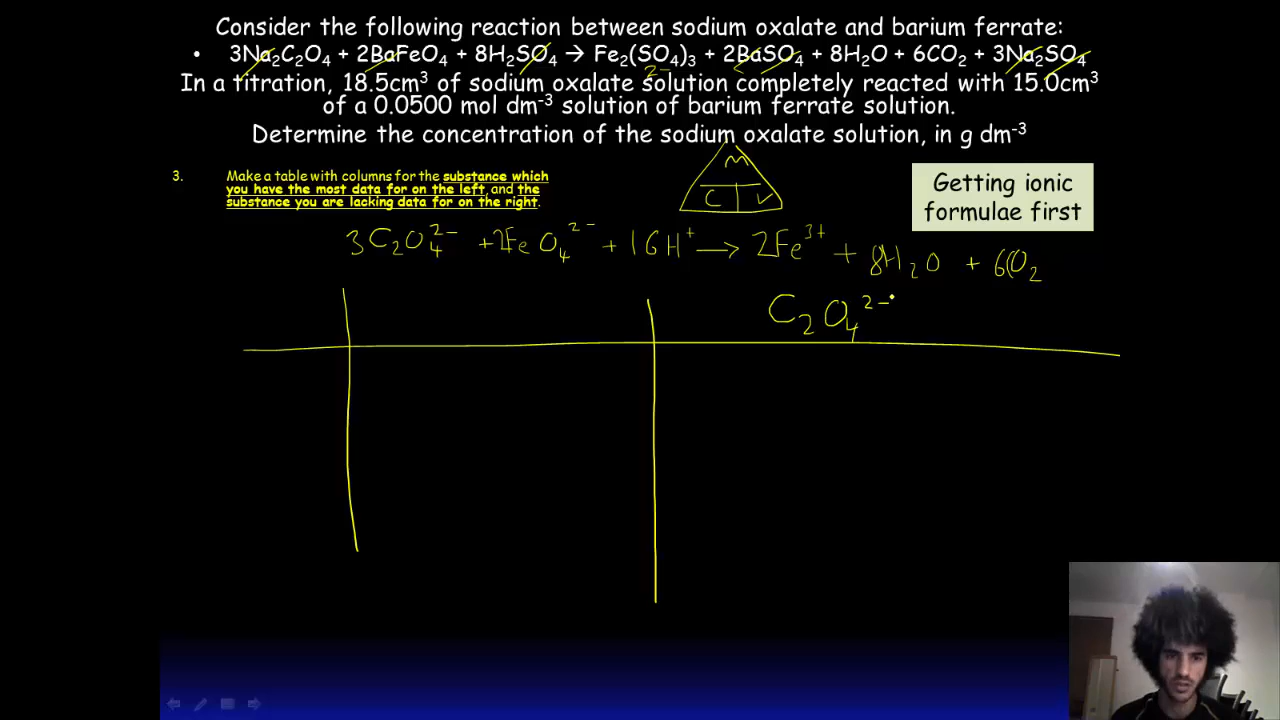 Consider the following reaction between sodium oxalate and barium ferrate:
• 3Na₂C₂O₄ + 2BaFeO₄ + 8H₂SO₄ → Fe₂(SO₄)₃ + 2BaSO₄ + 8H₂O + 6CO₂ + 3Na₂SO₄
2-
In a titration, 18.5cm³ of sodium oxalate solution completely reacted with 15.0cm³
of a 0.0500 mol dm⁻³ solution of barium ferrate solution.
Determine the concentration of the sodium oxalate solution, in g dm⁻³
3. Make a table with columns for the substance which
you have the most data for on the left, and the
substance you are lacking data for on the right.
M
C V
Getting ionic
formulae first
3C₂O₄²⁻ + 2FeO₄²⁻ + 16H⁺ → 2Fe³⁺ + 8H₂O + 6CO₂
C₂O₄²⁻